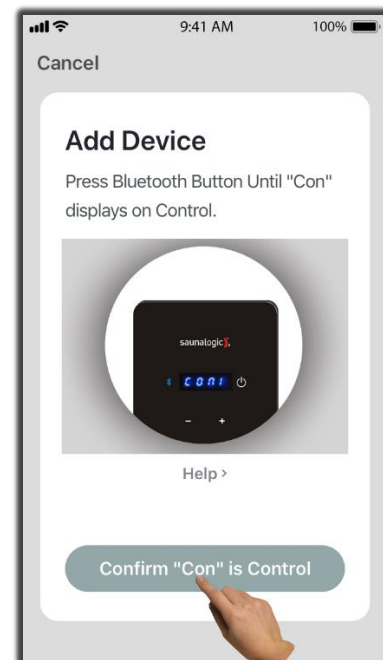 9:41 AM 100%
Cancel
Add Device
Press Bluetooth Button Until "Con"
displays on Control.
saunalogic
CON1
- +
Help >
Confirm "Con" is Control